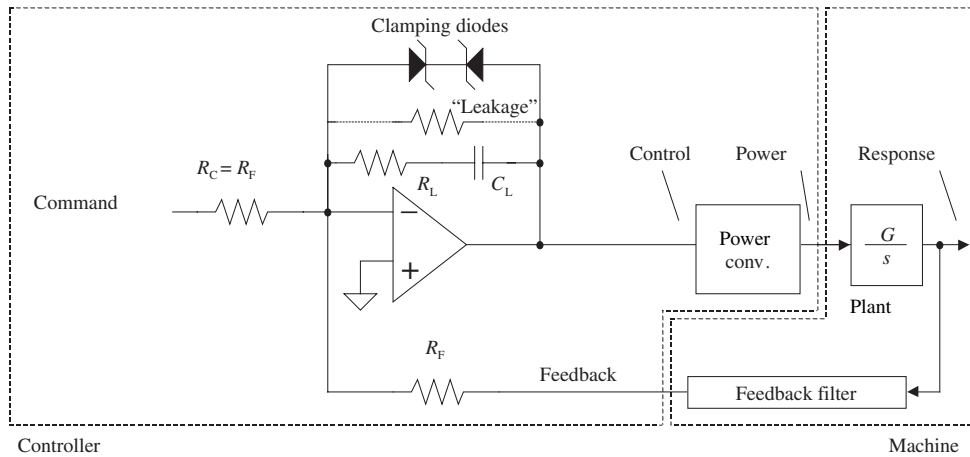 Clamping diodes
“Leakage”
R_C = R_F
R_L
C_L
Control
Power
Response
Command
−
+
Power
conv.
G
s
Plant
R_F
Feedback
Feedback filter
Controller
Machine